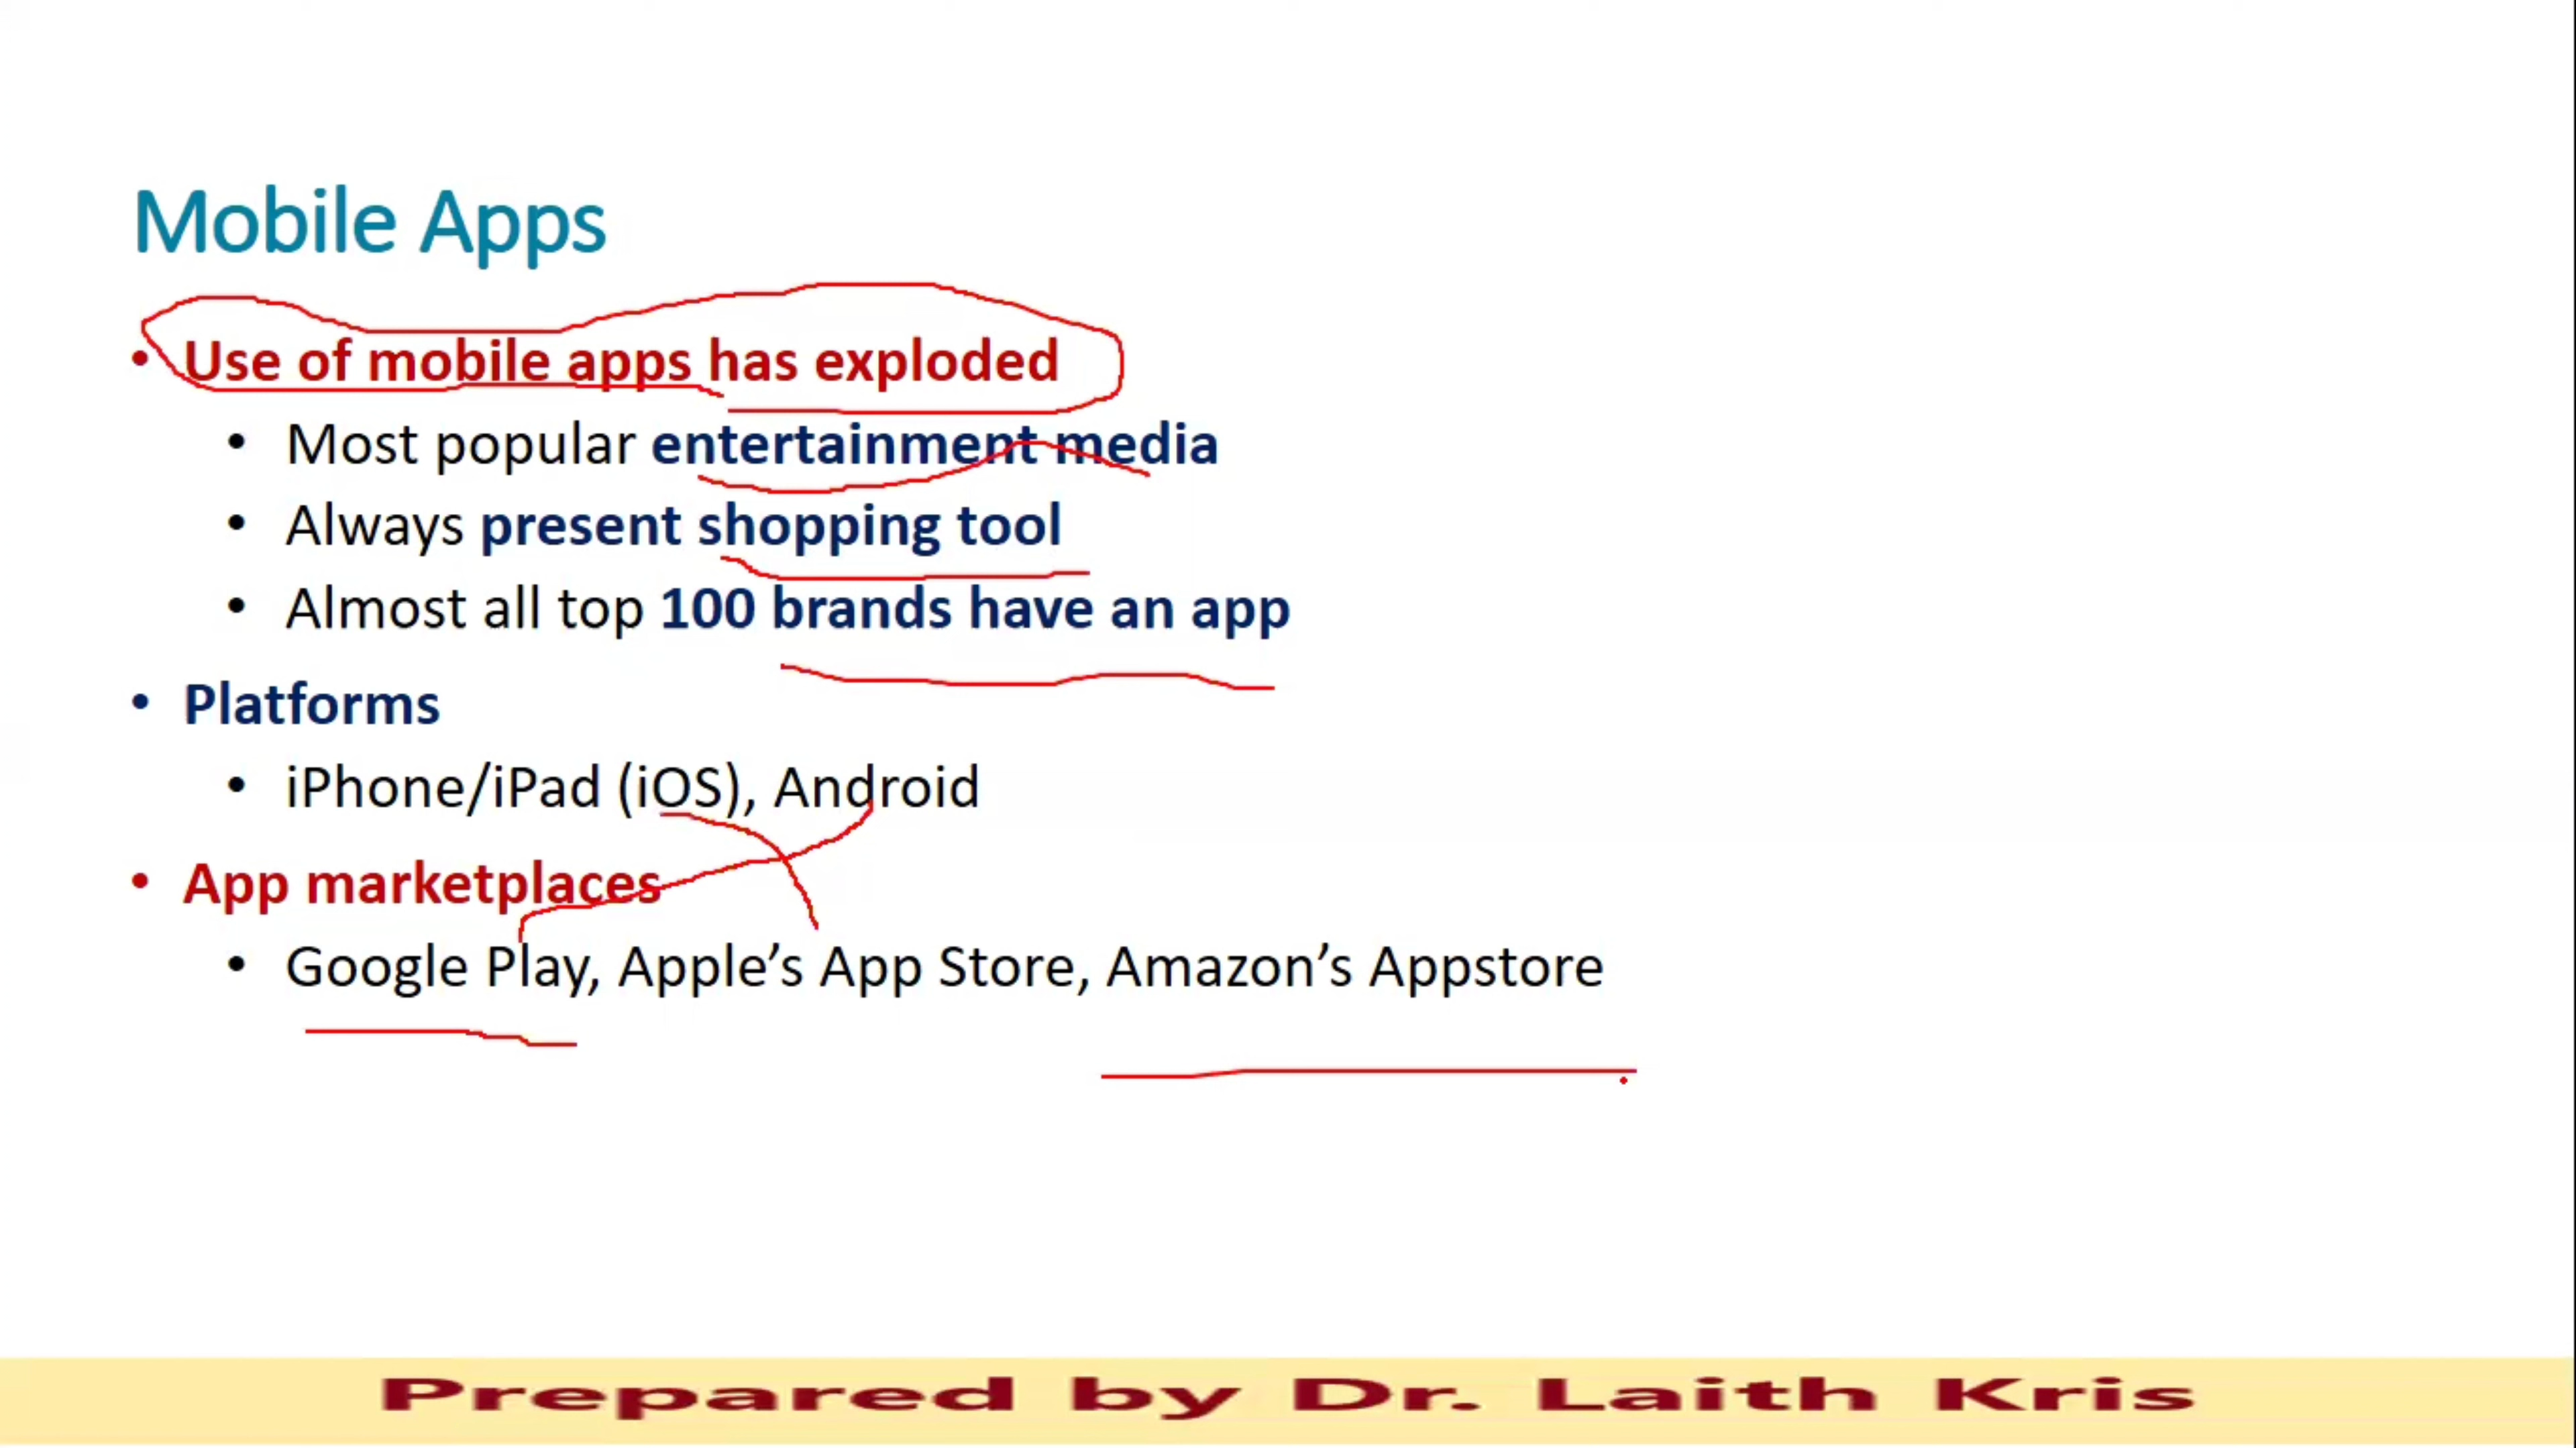 Mobile Apps
• Use of mobile apps has exploded
• Most popular entertainment media
• Always present shopping tool
• Almost all top 100 brands have an app
• Platforms
• iPhone/iPad (iOS), Android
• App marketplaces
• Google Play, Apple’s App Store, Amazon’s Appstore
Prepared by Dr. Laith Kris